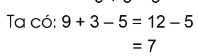 Ta có: 9 + 3 – 5 = 12 – 5
= 7